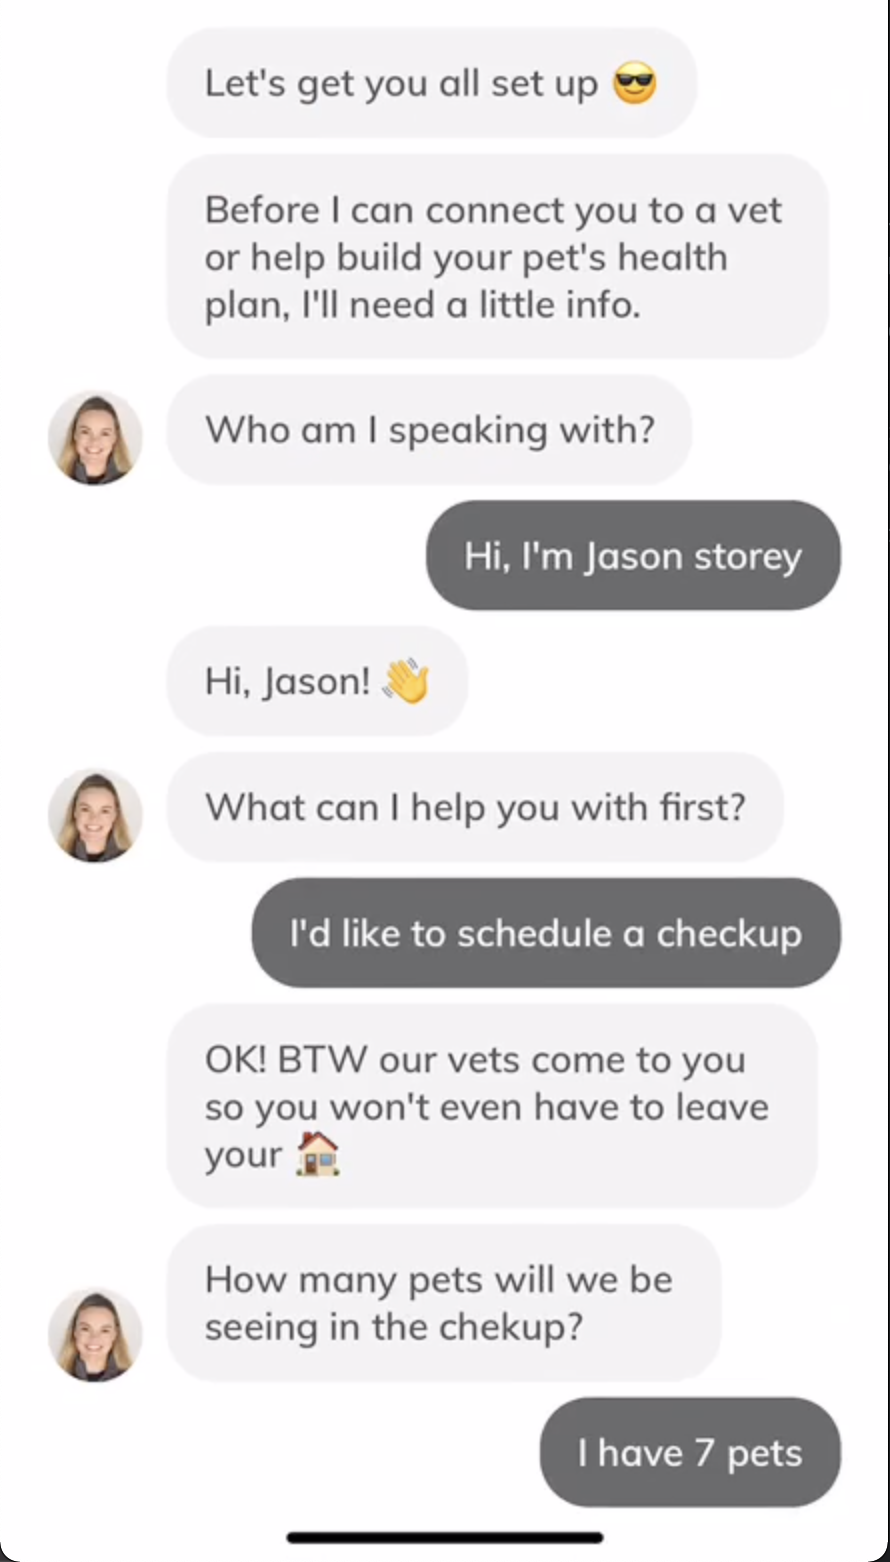 Let's get you all set up 😎
Before I can connect you to a vet
or help build your pet's health
plan, I'll need a little info.
Who am I speaking with?
Hi, I'm Jason storey
Hi, Jason! 👋
What can I help you with first?
I'd like to schedule a checkup
OK! BTW our vets come to you
so you won't even have to leave
your 🏠
How many pets will we be
seeing in the chekup?
I have 7 pets